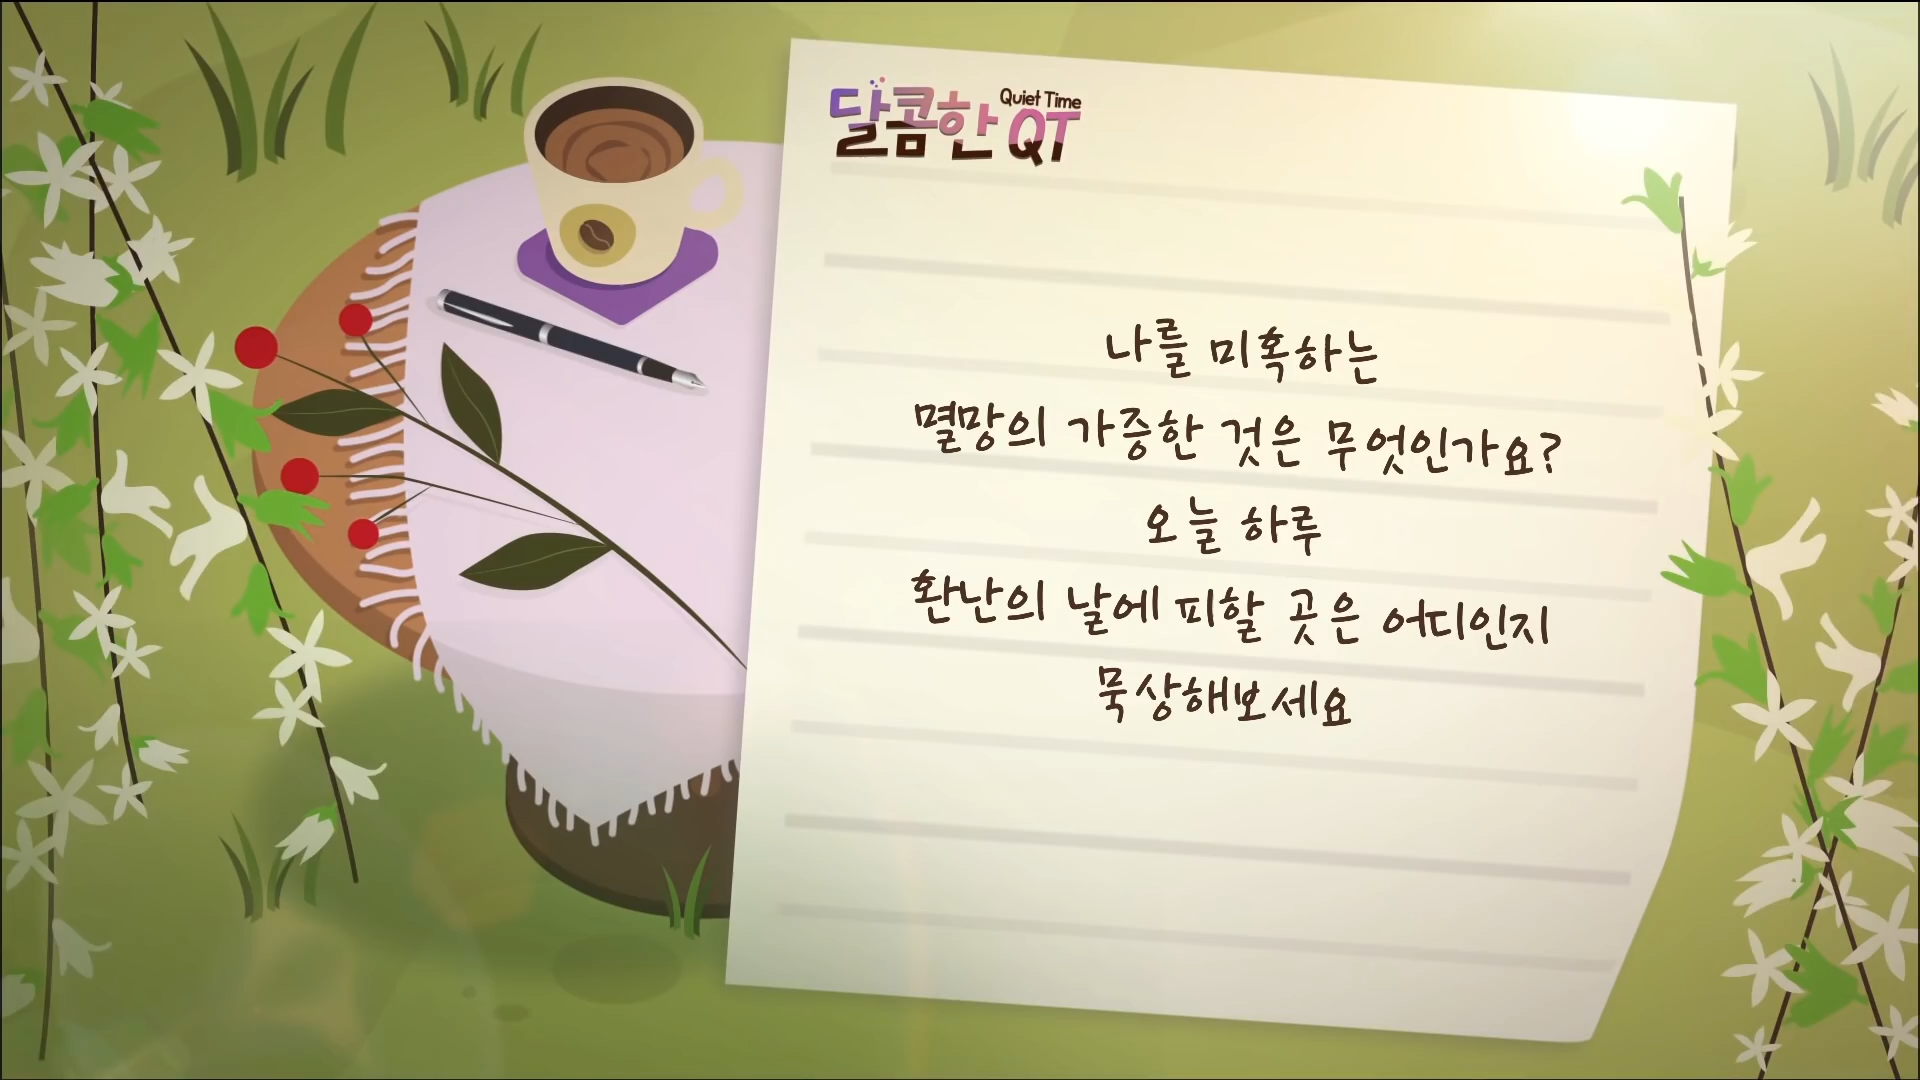 Quiet Time
달콤한 QT
나를 미혹하는
멸망의 가증한 것은 무엇인가요?
오늘 하루
환난의 날에 피할 곳은 어디인지
묵상해보세요